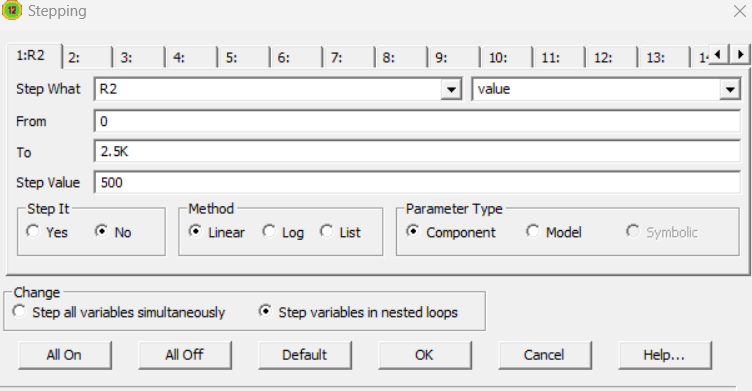 12 Stepping
1:R2 2: 3: 4: 5: 6: 7: 8: 9: 10: 11: 12: 13: 14
Step What R2 value
From 0
To 2.5K
Step Value 500
Step It Method Parameter Type
Yes No Linear Log List Component Model Symbolic
Change
Step all variables simultaneously Step variables in nested loops
All On All Off Default OK Cancel Help...